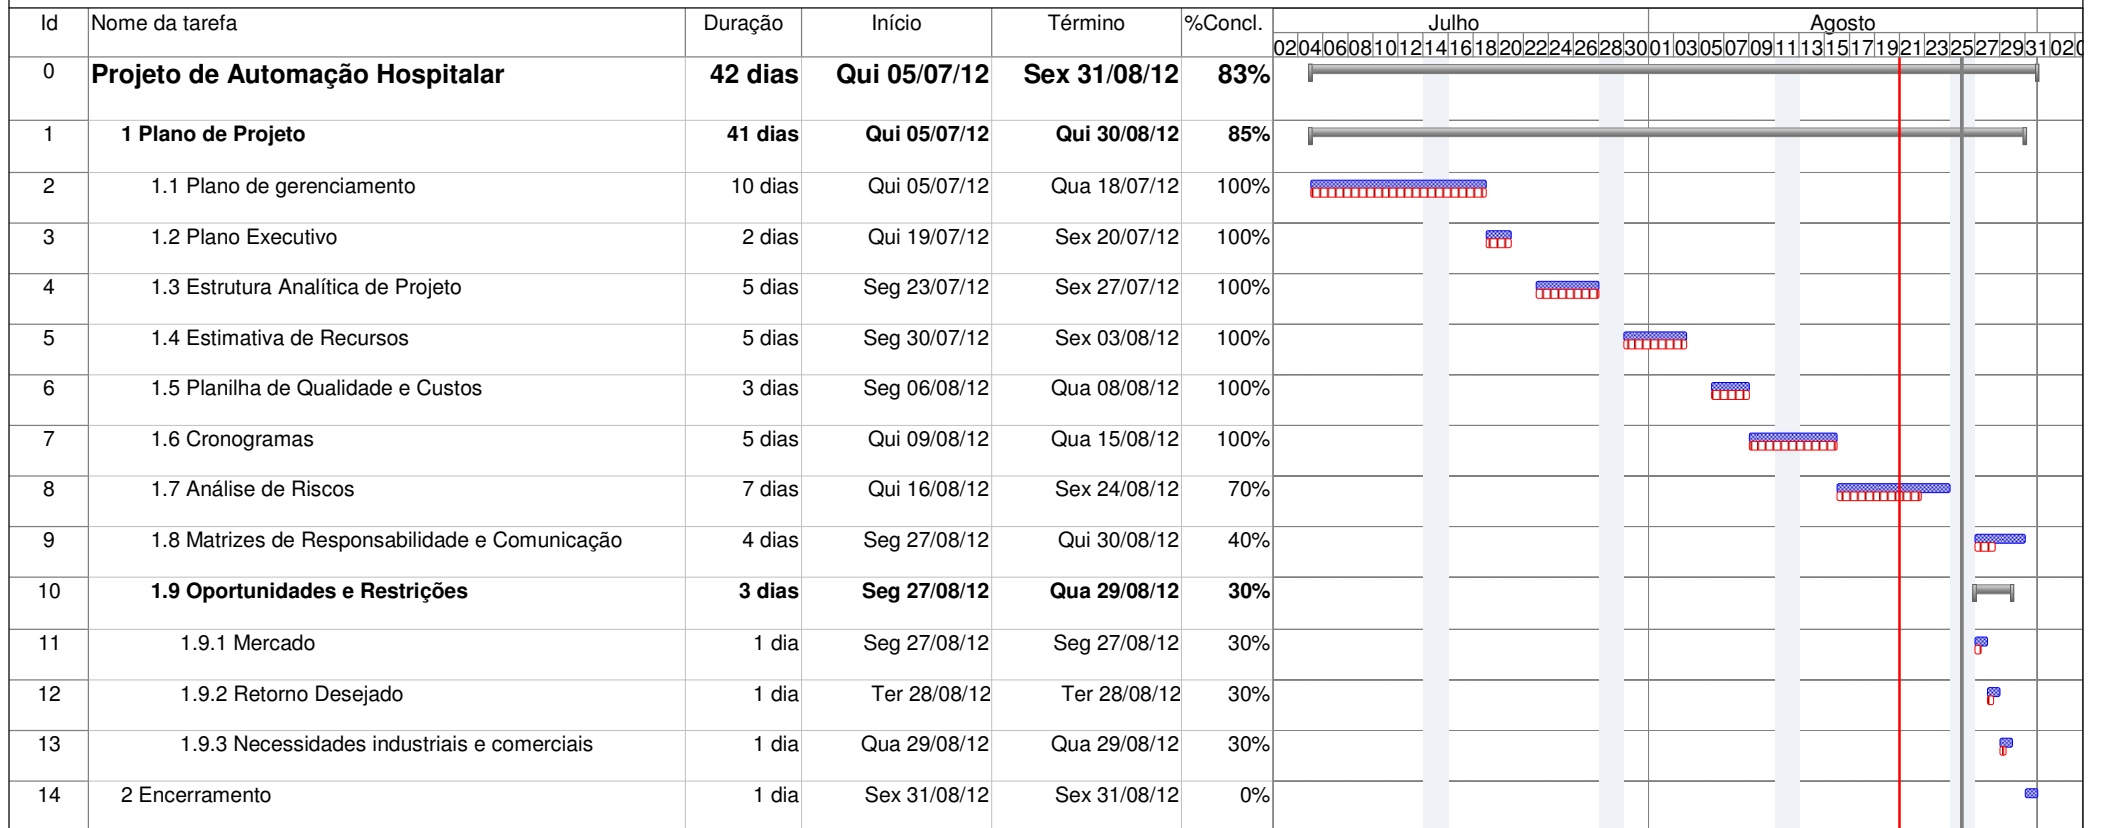 Id Nome da tarefa Duração Início Término %Concl. Julho Agosto
02 04 06 08 10 12 14 16 18 20 22 24 26 28 30 01 03 05 07 09 11 13 15 17 19 21 23 25 27 29 31 02
0 Projeto de Automação Hospitalar 42 dias Qui 05/07/12 Sex 31/08/12 83%
1 1 Plano de Projeto 41 dias Qui 05/07/12 Qui 30/08/12 85%
2 1.1 Plano de gerenciamento 10 dias Qui 05/07/12 Qua 18/07/12 100%
3 1.2 Plano Executivo 2 dias Qui 19/07/12 Sex 20/07/12 100%
4 1.3 Estrutura Analítica de Projeto 5 dias Seg 23/07/12 Sex 27/07/12 100%
5 1.4 Estimativa de Recursos 5 dias Seg 30/07/12 Sex 03/08/12 100%
6 1.5 Planilha de Qualidade e Custos 3 dias Seg 06/08/12 Qua 08/08/12 100%
7 1.6 Cronogramas 5 dias Qui 09/08/12 Qua 15/08/12 100%
8 1.7 Análise de Riscos 7 dias Qui 16/08/12 Sex 24/08/12 70%
9 1.8 Matrizes de Responsabilidade e Comunicação 4 dias Seg 27/08/12 Qui 30/08/12 40%
10 1.9 Oportunidades e Restrições 3 dias Seg 27/08/12 Qua 29/08/12 30%
11 1.9.1 Mercado 1 dia Seg 27/08/12 Seg 27/08/12 30%
12 1.9.2 Retorno Desejado 1 dia Ter 28/08/12 Ter 28/08/12 30%
13 1.9.3 Necessidades industriais e comerciais 1 dia Qua 29/08/12 Qua 29/08/12 30%
14 2 Encerramento 1 dia Sex 31/08/12 Sex 31/08/12 0%